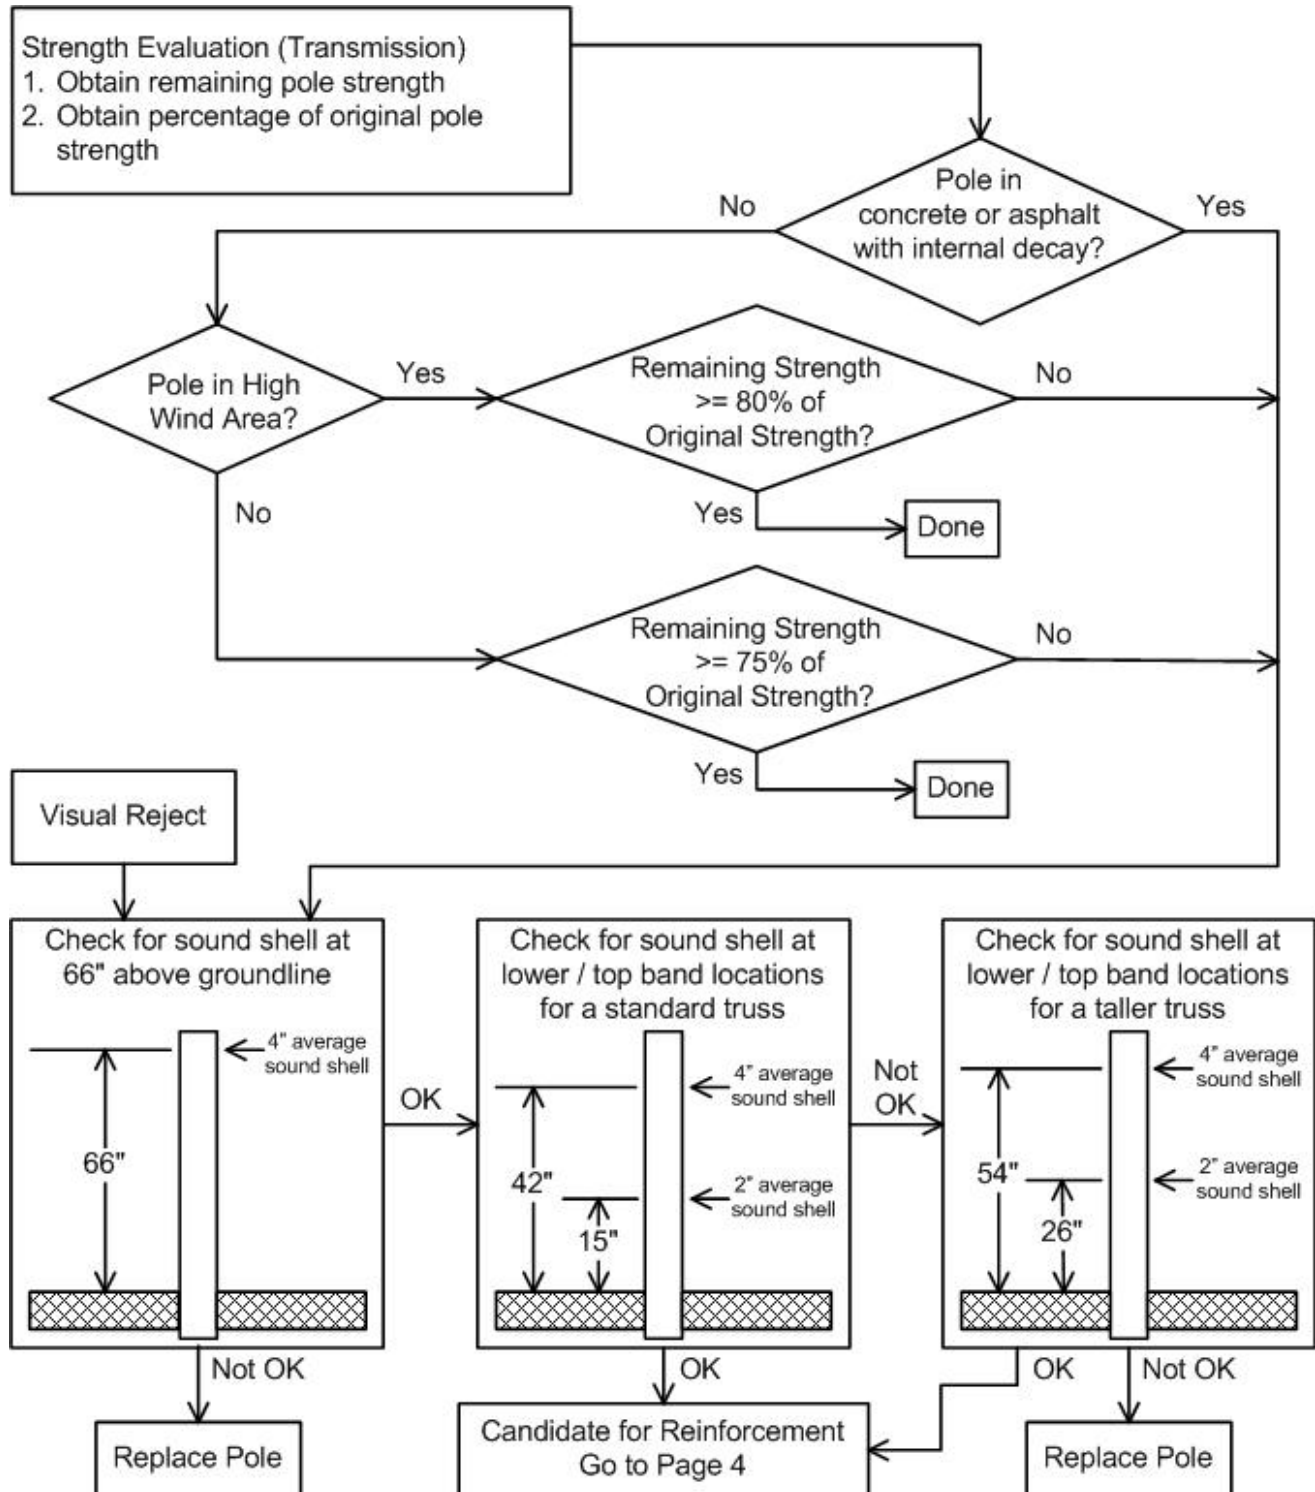 Strength Evaluation (Transmission)
1. Obtain remaining pole strength
2. Obtain percentage of original pole
strength
Pole in
concrete or asphalt
with internal decay?
No
Yes
Pole in High
Wind Area?
Yes
No
Remaining Strength
>= 80% of
Original Strength?
No
Yes
Done
Remaining Strength
>= 75% of
Original Strength?
No
Yes
Done
Visual Reject
Check for sound shell at
66" above groundline
4" average
sound shell
66"
OK
Not OK
Replace Pole
Check for sound shell at
lower / top band locations
for a standard truss
4" average
sound shell
42"
2" average
sound shell
15"
Not
OK
OK
Candidate for Reinforcement
Go to Page 4
Check for sound shell at
lower / top band locations
for a taller truss
4" average
sound shell
54"
2" average
sound shell
26"
OK
Not OK
Replace Pole